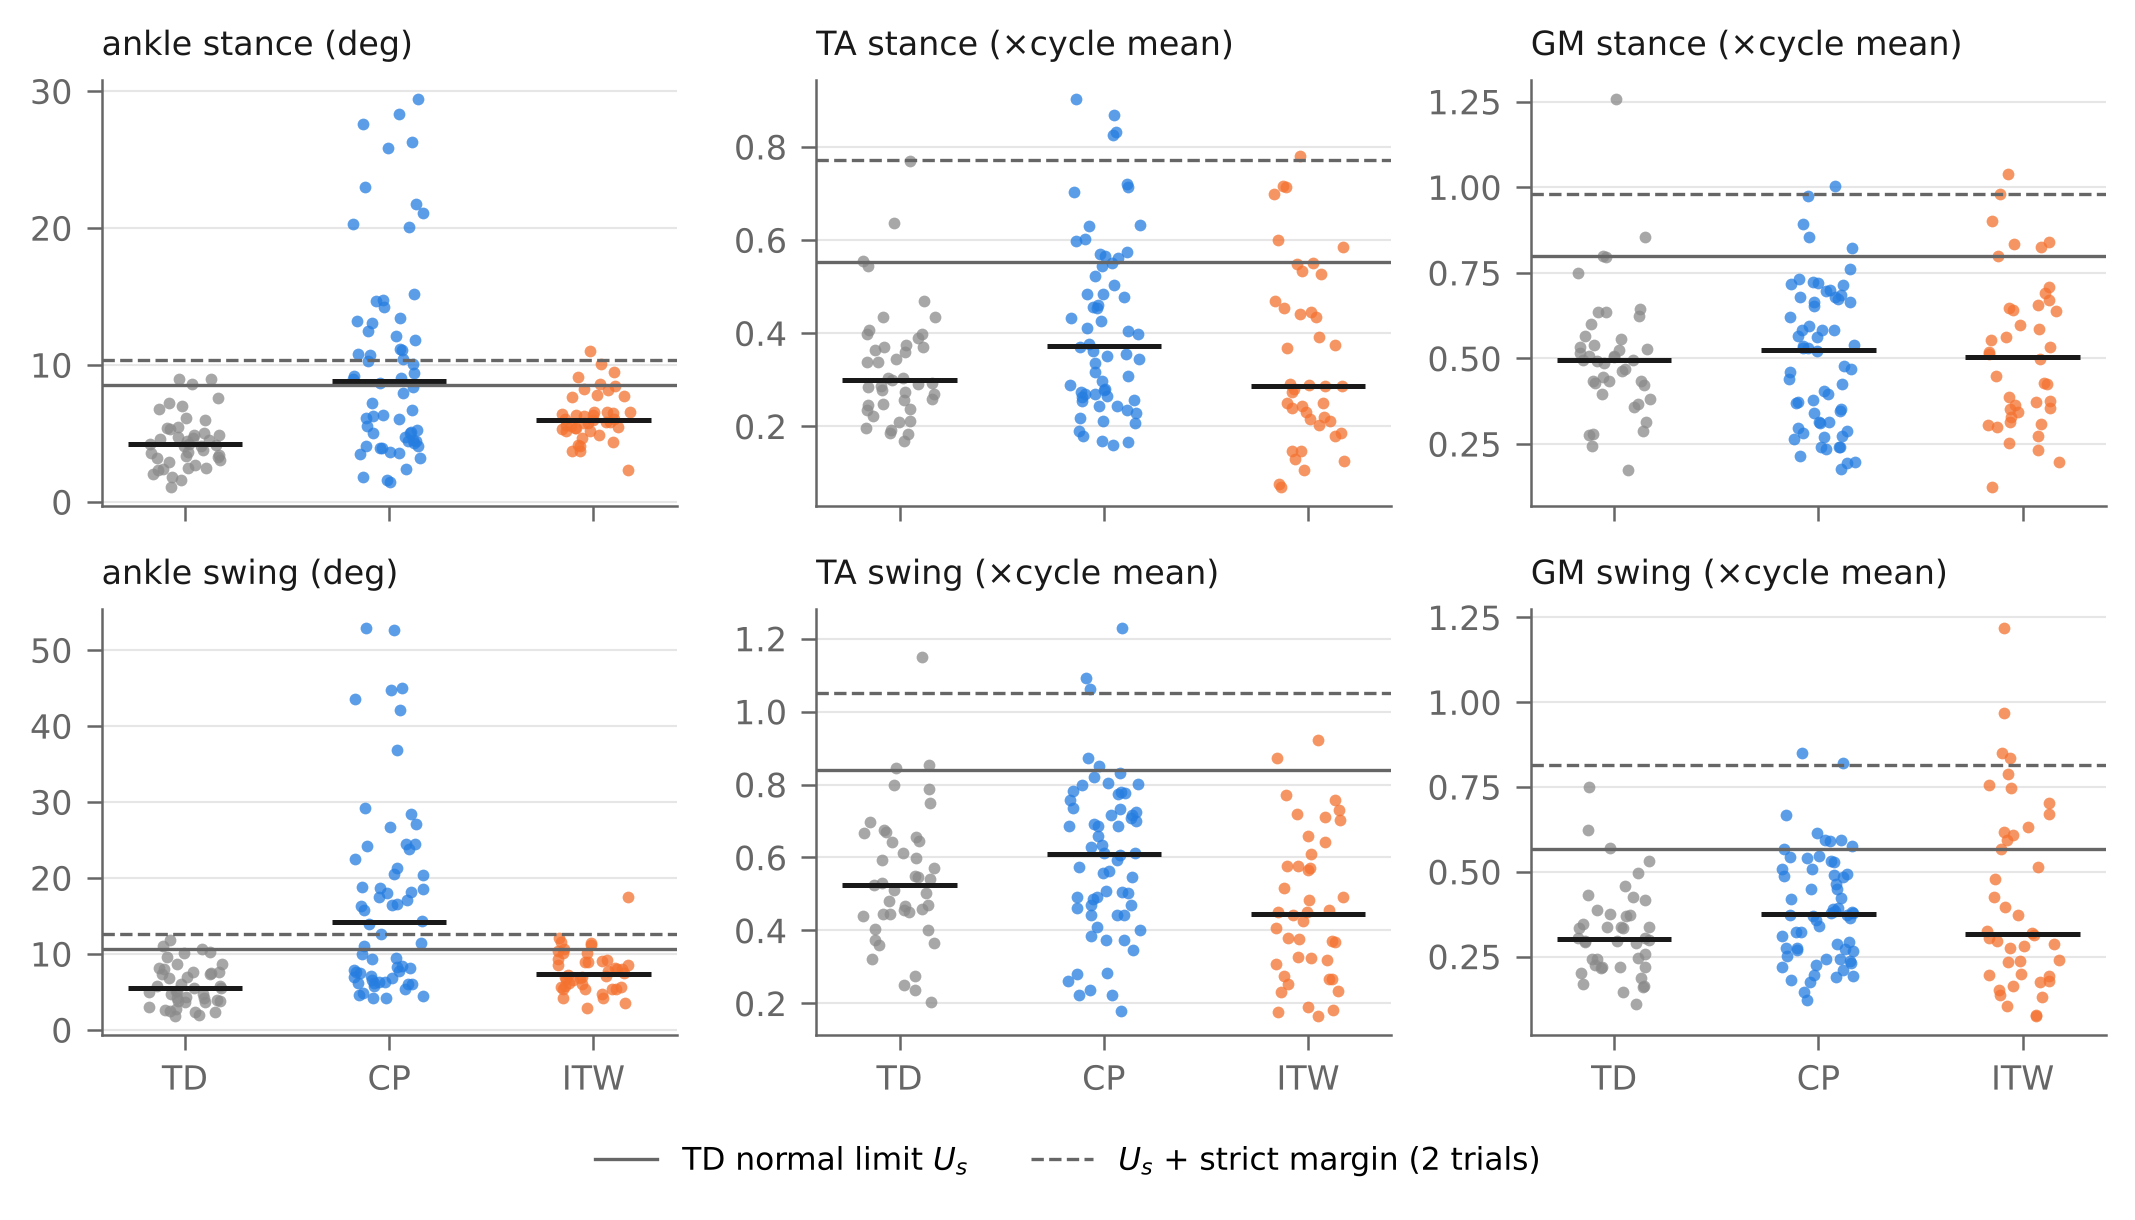 ankle stance (deg)
TA stance (×cycle mean)
GM stance (×cycle mean)
30
20
10
0
0.8
0.6
0.4
0.2
1.25
1.00
0.75
0.50
0.25
ankle swing (deg)
TA swing (×cycle mean)
GM swing (×cycle mean)
50
40
30
20
10
0
1.2
1.0
0.8
0.6
0.4
0.2
1.25
1.00
0.75
0.50
0.25
TD CP ITW
TD CP ITW
TD CP ITW
TD normal limit Us
Us + strict margin (2 trials)